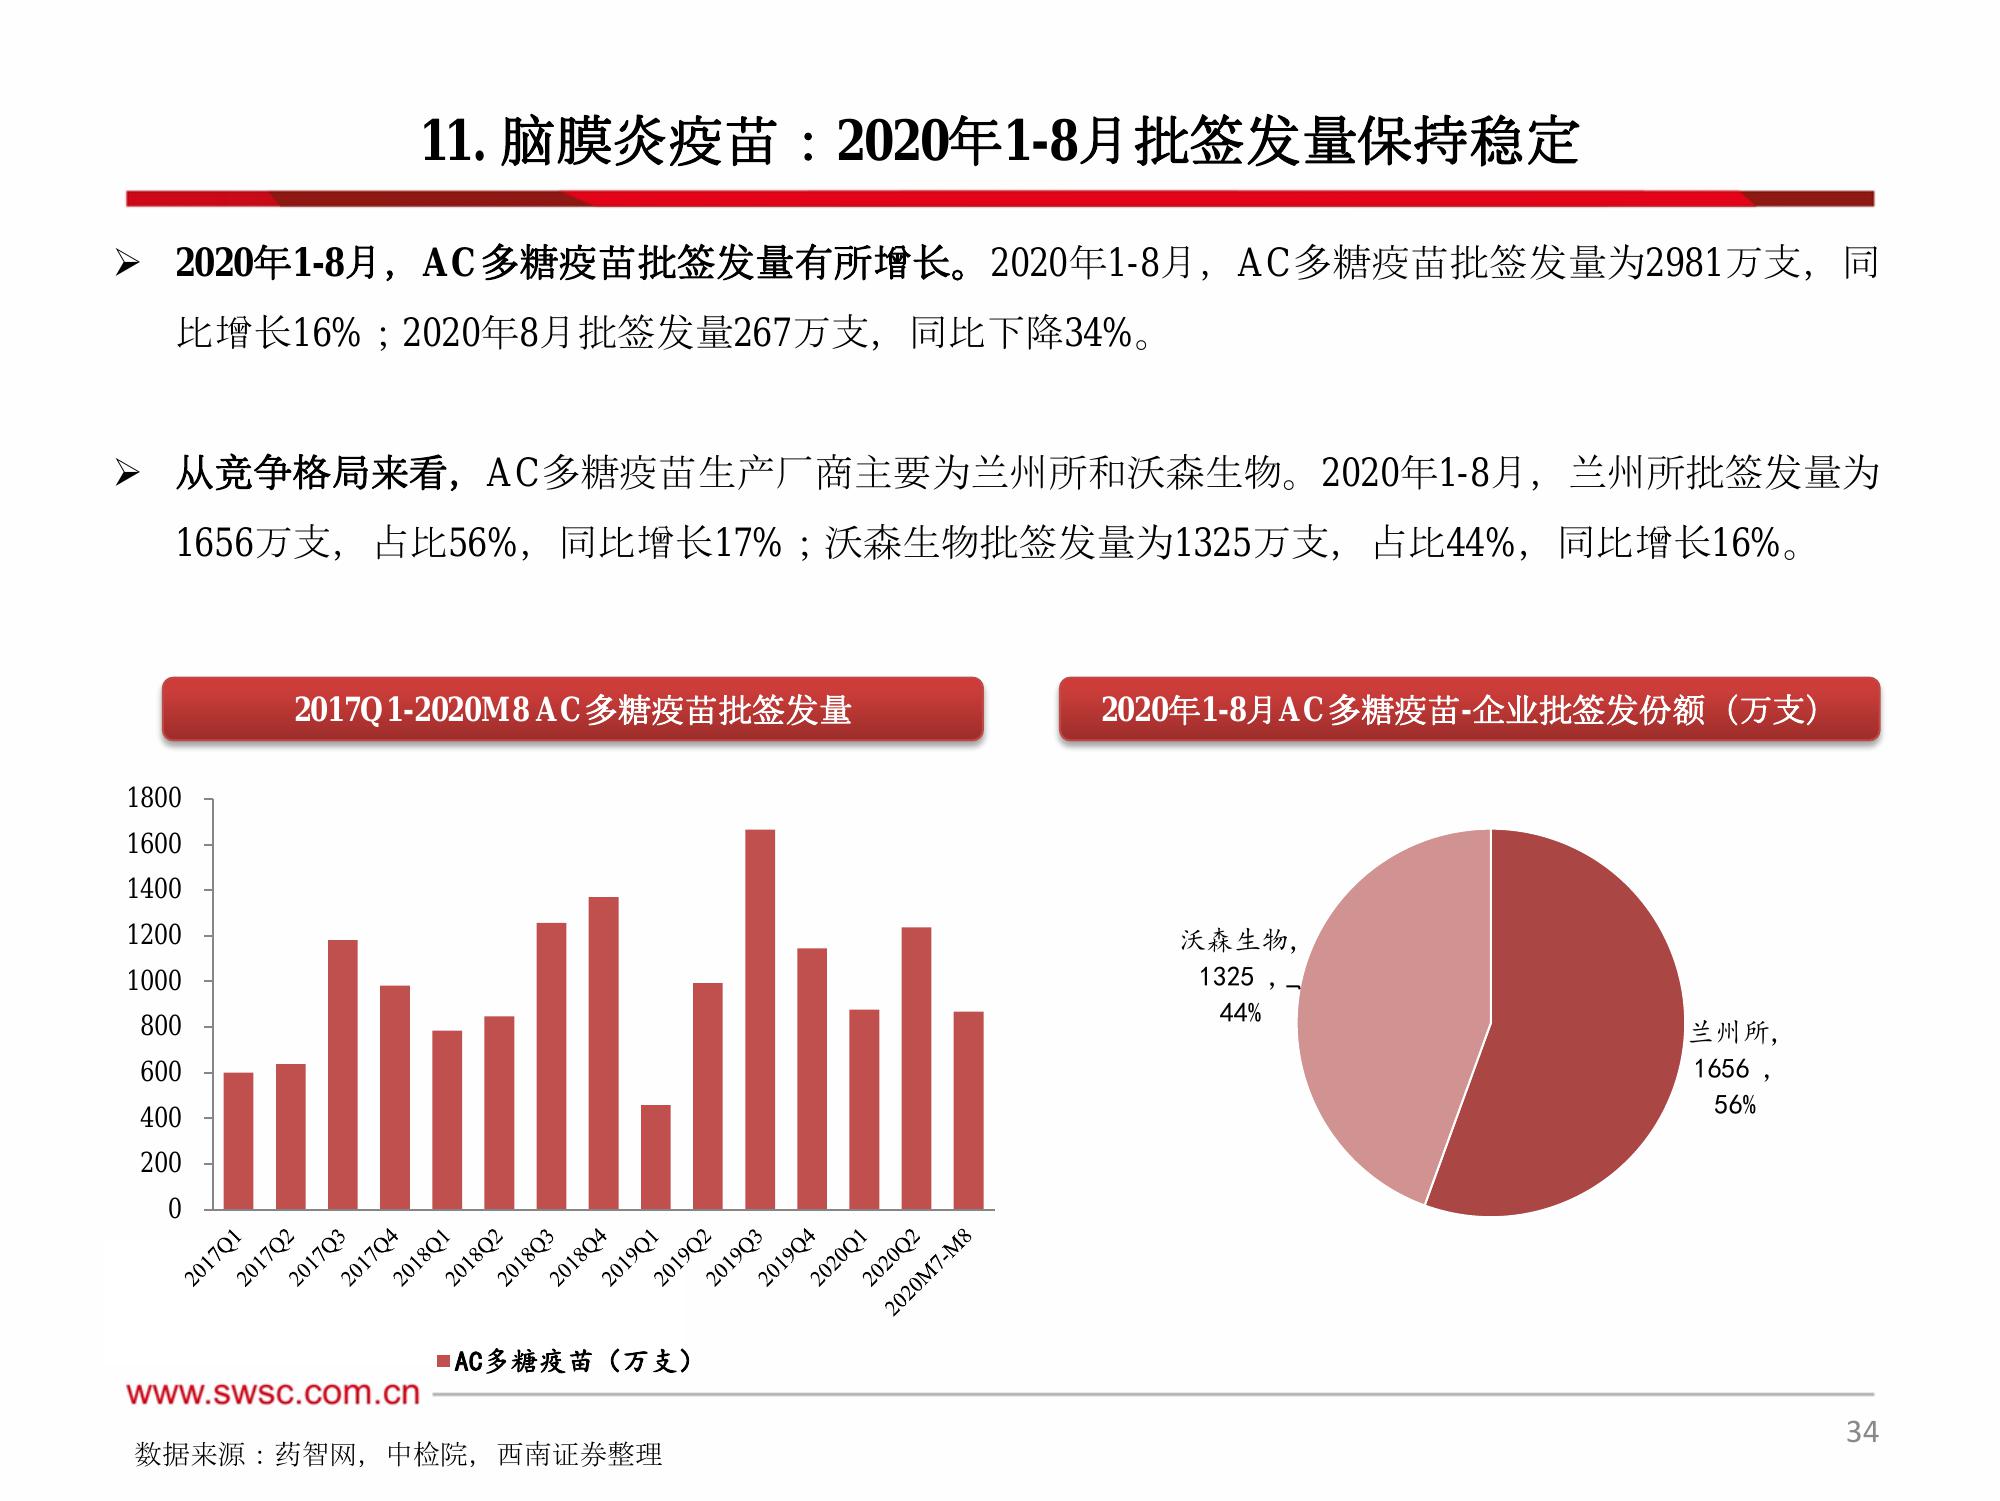 11. 脑膜炎疫苗：2020年1-8月批签发量保持稳定
➢ 2020年1-8月，AC多糖疫苗批签发量有所增长。2020年1-8月，AC多糖疫苗批签发量为2981万支，同
比增长16%；2020年8月批签发量267万支，同比下降34%。
➢ 从竞争格局来看，AC多糖疫苗生产厂商主要为兰州所和沃森生物。2020年1-8月，兰州所批签发量为
1656万支，占比56%，同比增长17%；沃森生物批签发量为1325万支，占比44%，同比增长16%。
2017Q1-2020M8 AC多糖疫苗批签发量
1800
1600
1400
1200
1000
800
600
400
200
0
2017Q1
2017Q2
2017Q3
2017Q4
2018Q1
2018Q2
2018Q3
2018Q4
2019Q1
2019Q2
2019Q3
2019Q4
2020Q1
2020Q2
2020M7-M8
AC多糖疫苗（万支）
2020年1-8月AC多糖疫苗-企业批签发份额（万支）
沃森生物,
1325 ,
44%
兰州所,
1656 ,
56%
www.swsc.com.cn
数据来源：药智网，中检院，西南证券整理
34